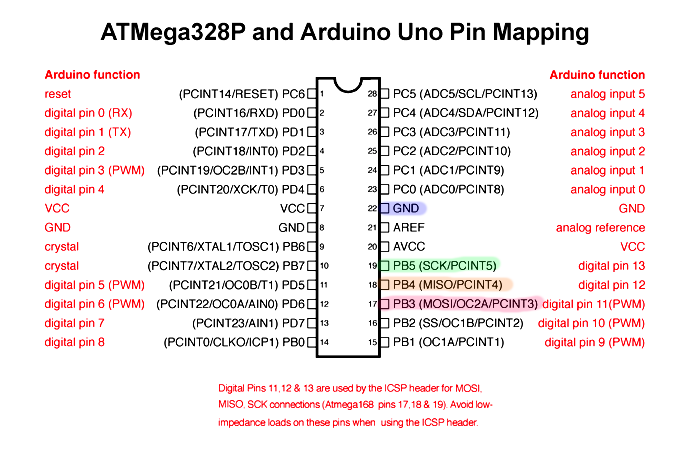 ATMega328P and Arduino Uno Pin Mapping
Arduino function Arduino function
reset (PCINT14/RESET) PC6 1 28 PC5 (ADC5/SCL/PCINT13) analog input 5
digital pin 0 (RX) (PCINT16/RXD) PD0 2 27 PC4 (ADC4/SDA/PCINT12) analog input 4
digital pin 1 (TX) (PCINT17/TXD) PD1 3 26 PC3 (ADC3/PCINT11) analog input 3
digital pin 2 (PCINT18/INT0) PD2 4 25 PC2 (ADC2/PCINT10) analog input 2
digital pin 3 (PWM) (PCINT19/OC2B/INT1) PD3 5 24 PC1 (ADC1/PCINT9) analog input 1
digital pin 4 (PCINT20/XCK/T0) PD4 6 23 PC0 (ADC0/PCINT8) analog input 0
VCC VCC 7 22 GND GND
GND GND 8 21 AREF analog reference
crystal (PCINT6/XTAL1/TOSC1) PB6 9 20 AVCC VCC
crystal (PCINT7/XTAL2/TOSC2) PB7 10 19 PB5 (SCK/PCINT5) digital pin 13
digital pin 5 (PWM) (PCINT21/OC0B/T1) PD5 11 18 PB4 (MISO/PCINT4) digital pin 12
digital pin 6 (PWM) (PCINT22/OC0A/AIN0) PD6 12 17 PB3 (MOSI/OC2A/PCINT3) digital pin 11(PWM)
digital pin 7 (PCINT23/AIN1) PD7 13 16 PB2 (SS/OC1B/PCINT2) digital pin 10 (PWM)
digital pin 8 (PCINT0/CLKO/ICP1) PB0 14 15 PB1 (OC1A/PCINT1) digital pin 9 (PWM)
Digital Pins 11,12 & 13 are used by the ICSP header for MOSI,
MISO, SCK connections (Atmega168 pins 17,18 & 19). Avoid low-
impedance loads on these pins when using the ICSP header.